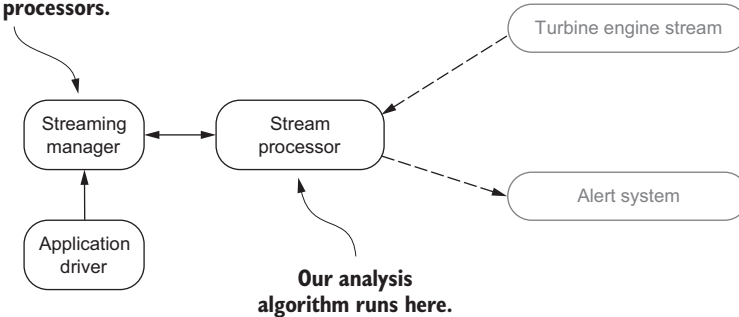 processors.
Turbine engine stream
Streaming
manager
Stream
processor
Alert system
Application
driver
Our analysis
algorithm runs here.